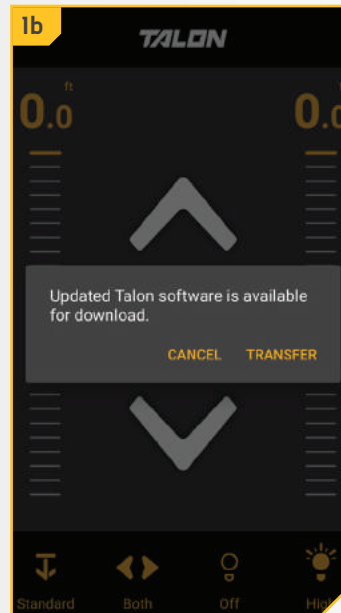 1b
TALON
ft
0.0
0.0
Updated Talon software is available
for download.
CANCEL TRANSFER
Standard Both Off High